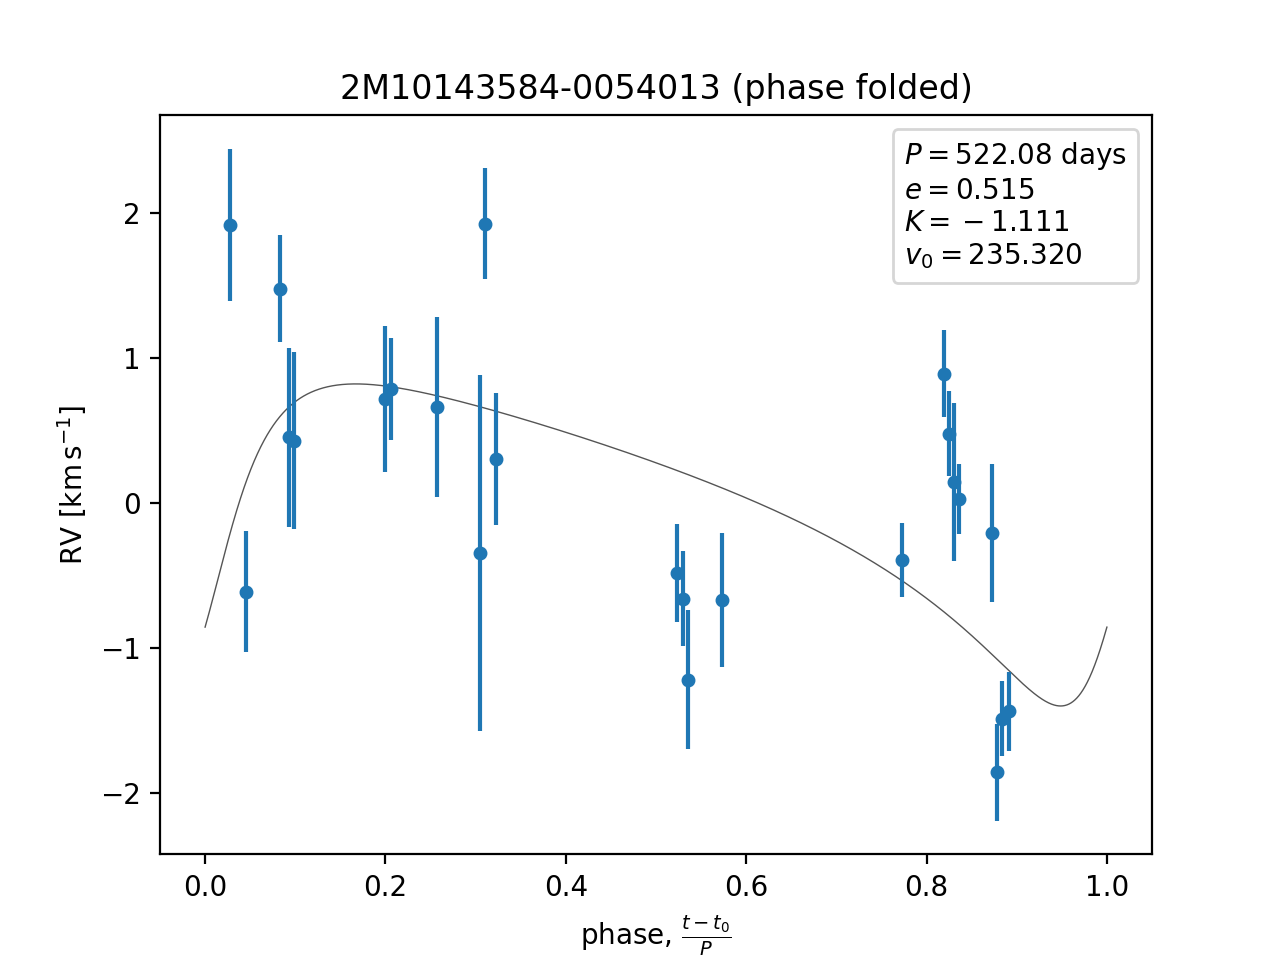 2M10143584-0054013 (phase folded)
P = 522.08 days
e = 0.515
K = −1.111
v₀ = 235.320
RV [km s⁻¹]
2
1
0
−1
−2
0.0 0.2 0.4 0.6 0.8 1.0
phase, (t − t₀)/P